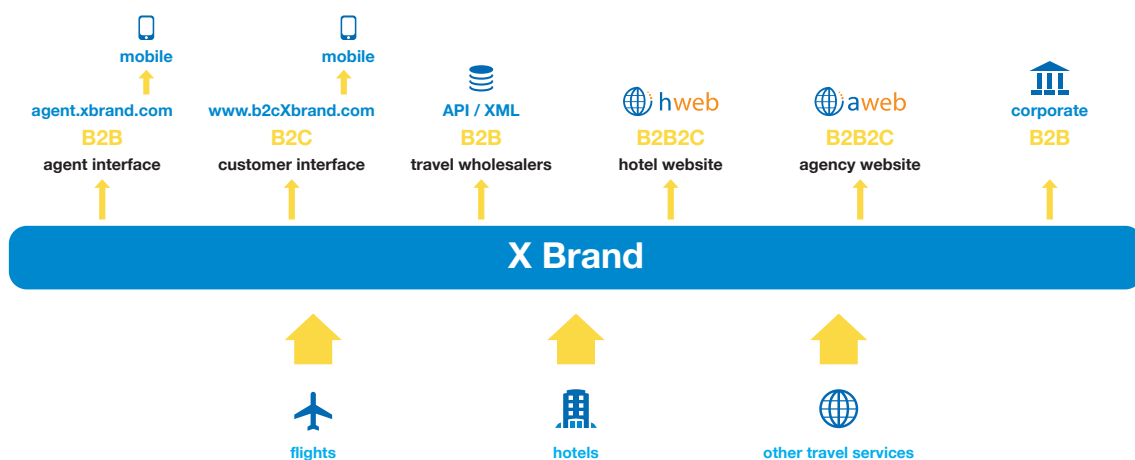 mobile
mobile
agent.xbrand.com
www.b2cXbrand.com
API / XML
hweb
aweb
corporate
B2B
B2C
B2B
B2B2C
B2B2C
B2B
agent interface
customer interface
travel wholesalers
hotel website
agency website
X Brand
flights
hotels
other travel services